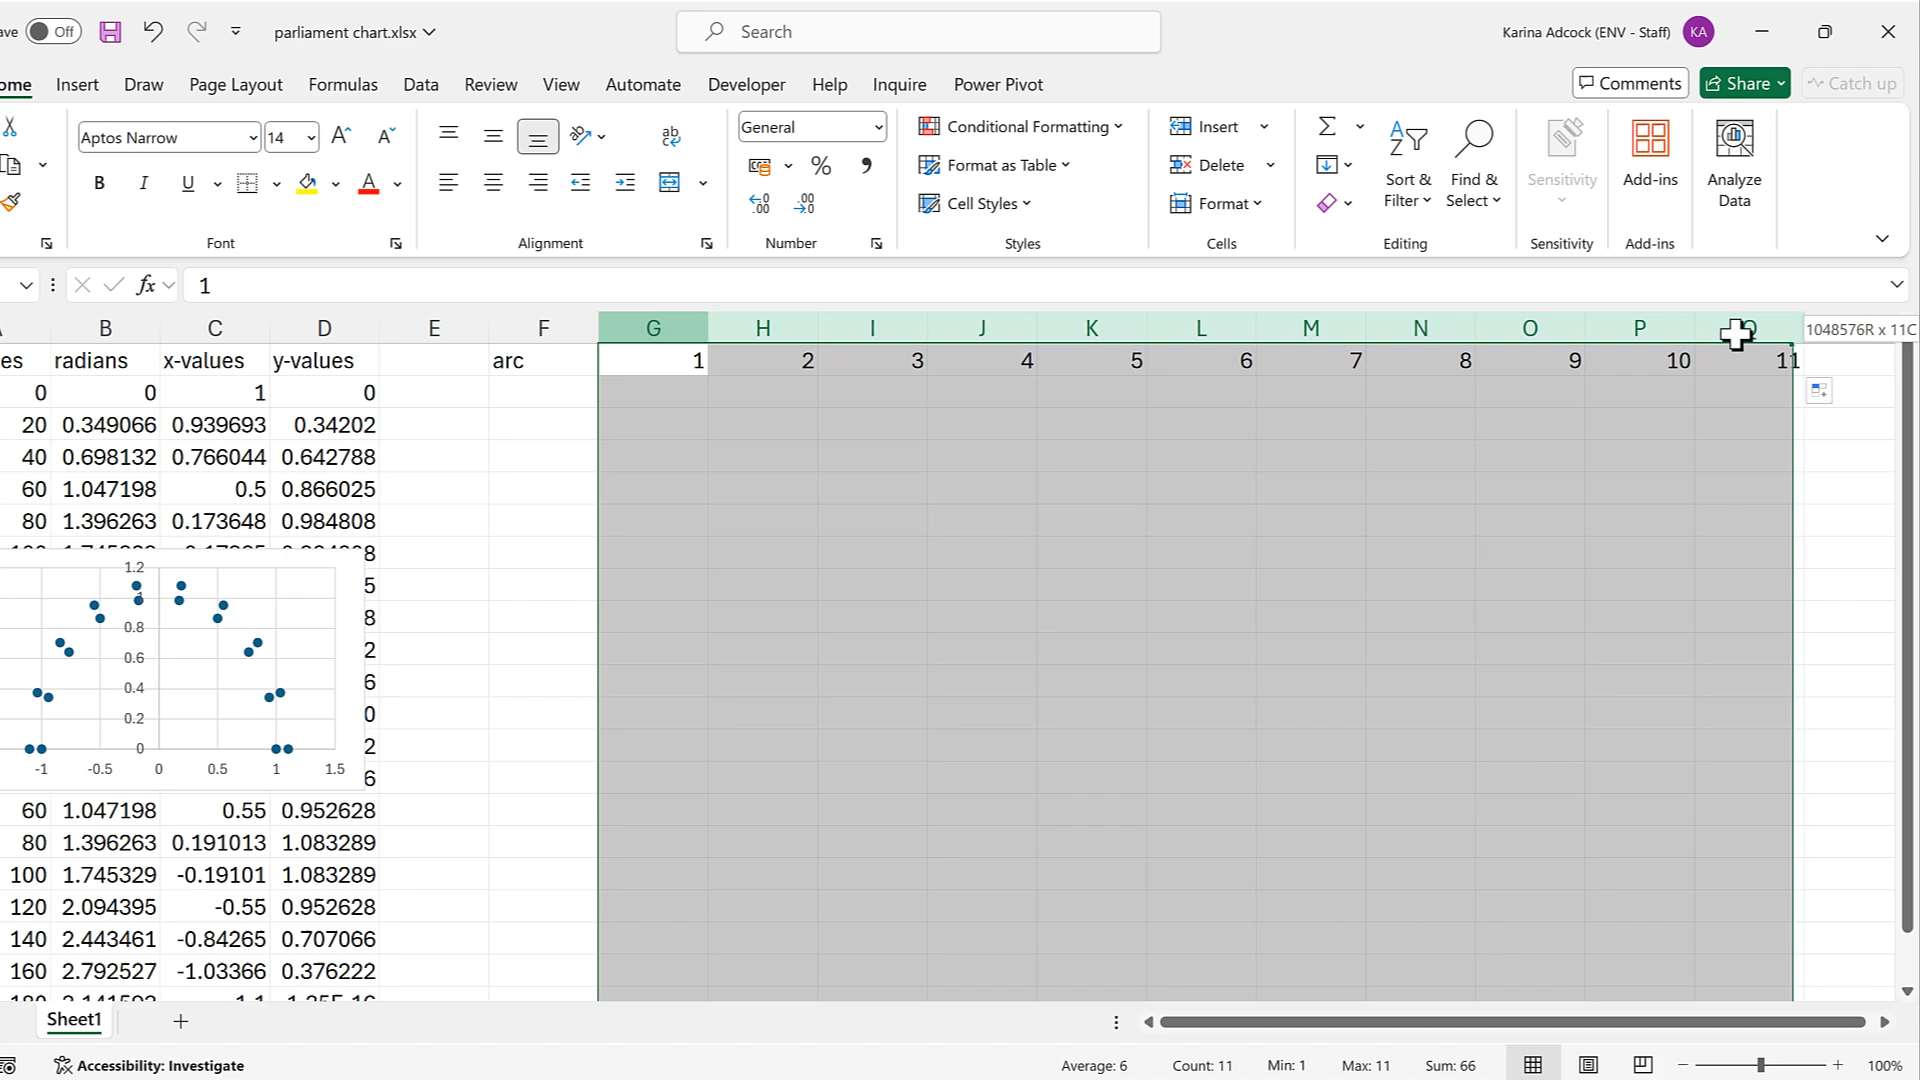 ave Off parliament chart.xlsx Search Karina Adcock (ENV - Staff) KA
ome Insert Draw Page Layout Formulas Data Review View Automate Developer Help Inquire Power Pivot Comments Share Catch up
Aptos Narrow 14 General Conditional Formatting Insert
Format as Table Delete Sort & Filter Find & Select Sensitivity Add-ins Analyze Data
Cell Styles Format
Font Alignment Number Styles Cells Editing Sensitivity Add-ins
fx 1
B C D E F G H I J K L M N O P Q 1048576R x 11C
es radians x-values y-values arc 1 2 3 4 5 6 7 8 9 10 11
0 0 1 0
20 0.349066 0.939693 0.34202
40 0.698132 0.766044 0.642788
60 1.047198 0.5 0.866025
80 1.396263 0.173648 0.984808
8
1.2
5
1
8
0.8
2
0.6
6
0.4
0
0.2
2
0
-1 -0.5 0 0.5 1 1.5
6
60 1.047198 0.55 0.952628
80 1.396263 0.191013 1.083289
100 1.745329 -0.19101 1.083289
120 2.094395 -0.55 0.952628
140 2.443461 -0.84265 0.707066
160 2.792527 -1.03366 0.376222
Sheet1
Accessibility: Investigate Average: 6 Count: 11 Min: 1 Max: 11 Sum: 66 100%